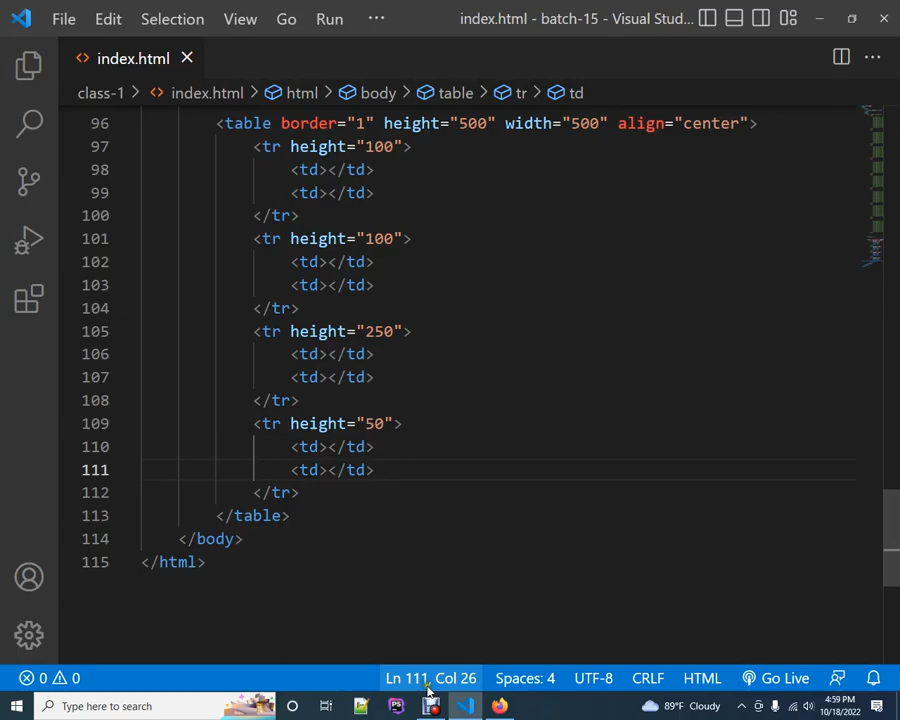 File Edit Selection View Go Run ··· index.html - batch-15 - Visual Stud...
index.html
class-1 > index.html > html > body > table > tr > td
96 <table border="1" height="500" width="500" align="center">
97 <tr height="100">
98 <td></td>
99 <td></td>
100 </tr>
101 <tr height="100">
102 <td></td>
103 <td></td>
104 </tr>
105 <tr height="250">
106 <td></td>
107 <td></td>
108 </tr>
109 <tr height="50">
110 <td></td>
111 <td></td>
112 </tr>
113 </table>
114 </body>
115 </html>
0 0 Ln 111, Col 26 Spaces: 4 UTF-8 CRLF HTML Go Live
Type here to search PS 89°F Cloudy 4:59 PM
10/18/2022